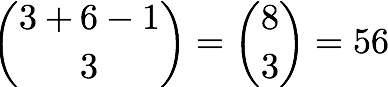 $$\binom{3+6-1}{3} = \binom{8}{3} = 56$$